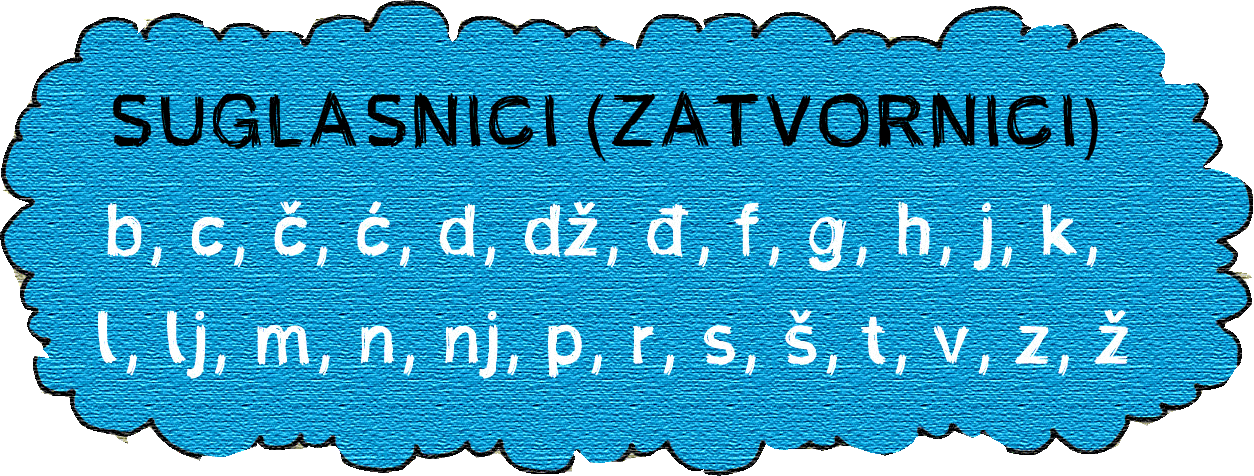 SUGLASNICI (ZATVORNICI)
b, c, č, ć, d, dž, đ, f, g, h, j, k,
l, lj, m, n, nj, p, r, s, š, t, v, z, ž